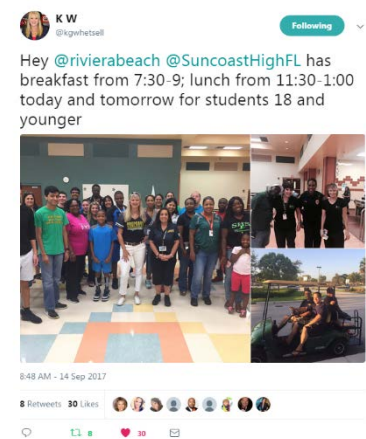 K W
@kgwhetsell
Following
Hey @rivierabeach @SuncoastHighFL has
breakfast from 7:30-9; lunch from 11:30-1:00
today and tomorrow for students 18 and
younger
8:48 AM - 14 Sep 2017
8 Retweets 30 Likes
8 30